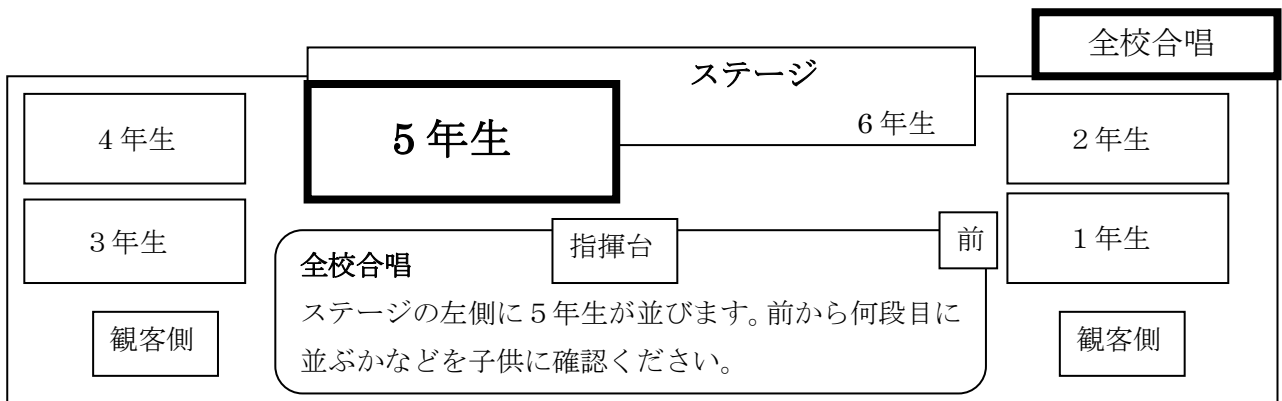 全校合唱
ステージ
4年生
5年生
6年生
2年生
3年生
1年生
指揮台
前
全校合唱
ステージの左側に5年生が並びます。前から何段目に
並ぶかなどを子供に確認ください。
観客側
観客側